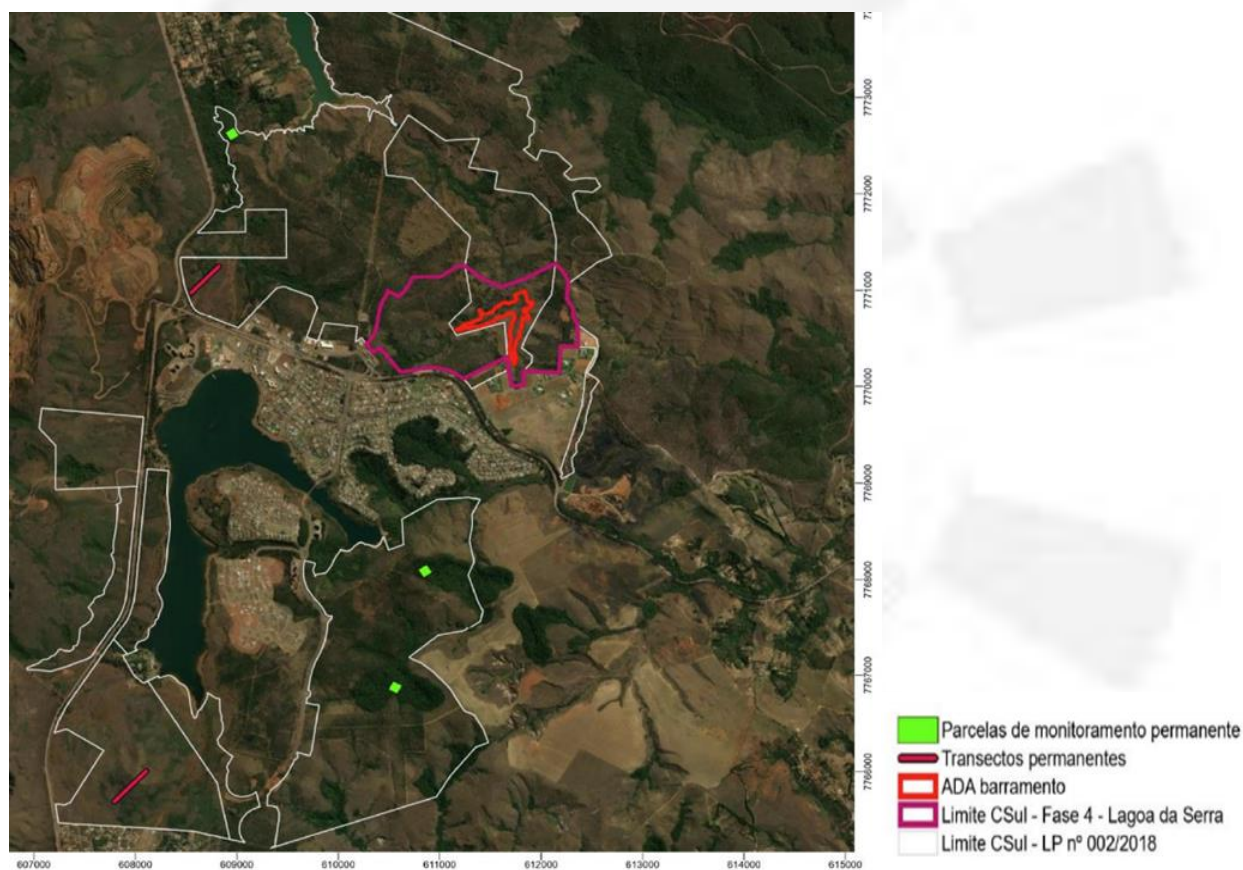 7773000
7772000
7771000
7770000
7769000
7768000
7767000
7766000
607000 608000 609000 610000 611000 612000 613000 614000 615000
Parcelas de monitoramento permanente
Transectos permanentes
ADA barramento
Limite CSul - Fase 4 - Lagoa da Serra
Limite CSul - LP nº 002/2018